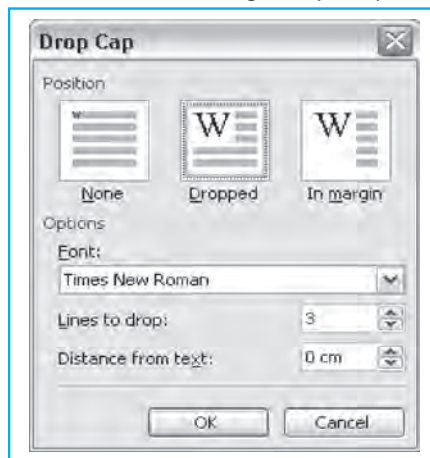 Drop Cap
Position
W W W
None Dropped In margin
Options
Font:
Times New Roman
Lines to drop: 3
Distance from text: 0 cm
OK Cancel